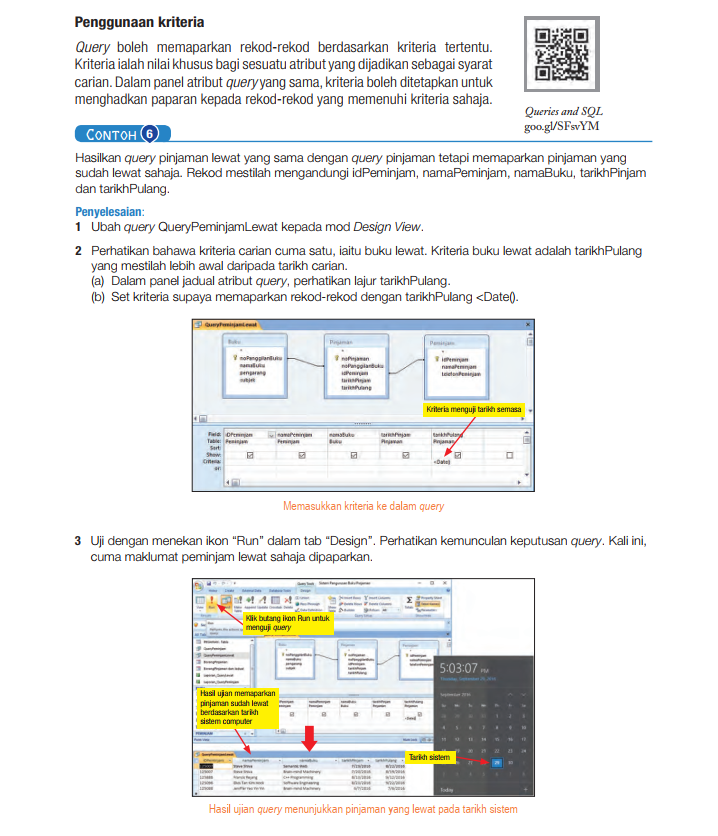 Penggunaan kriteria
Query boleh memaparkan rekod-rekod berdasarkan kriteria tertentu.
Kriteria ialah nilai khusus bagi sesuatu atribut yang dijadikan sebagai syarat
carian. Dalam panel atribut query yang sama, kriteria boleh ditetapkan untuk
menghadkan paparan kepada rekod-rekod yang memenuhi kriteria sahaja.
Queries and SQL
goo.gl/SFsvYM
CONTOH 6
Hasilkan query pinjaman lewat yang sama dengan query pinjaman tetapi memaparkan pinjaman yang
sudah lewat sahaja. Rekod mestilah mengandungi idPeminjam, namaPeminjam, namaBuku, tarikhPinjam
dan tarikhPulang.
Penyelesaian:
1 Ubah query QueryPeminjamLewat kepada mod Design View.
2 Perhatikan bahawa kriteria carian cuma satu, iaitu buku lewat. Kriteria buku lewat adalah tarikhPulang
yang mestilah lebih awal daripada tarikh carian.
(a) Dalam panel jadual atribut query, perhatikan lajur tarikhPulang.
(b) Set kriteria supaya memaparkan rekod-rekod dengan tarikhPulang <Date().
QueryPeminjamLewat
Buku
Pinjaman
Peminjam
noPanggilanBuku
namaBuku
pengarang
subjek
noPinjaman
noPanggilanBuku
idPeminjam
tarikhPinjam
tarikhPulang
idPeminjam
namaPeminjam
telefonPeminjam
Kriteria menguji tarikh semasa
Field: IDPeminjam namaPeminjam namaBuku tarikhPinjam tarikhPulang
Table: Peminjam Peminjam Buku Pinjaman Pinjaman
Sort:
Show:
Criteria: <Date()
or:
Memasukkan kriteria ke dalam query
3 Uji dengan menekan ikon “Run” dalam tab “Design”. Perhatikan kemunculan keputusan query. Kali ini,
cuma maklumat peminjam lewat sahaja dipaparkan.
Klik butang ikon Run untuk
menguji query
Hasil ujian memaparkan
pinjaman sudah lewat
berdasarkan tarikh
sistem computer
5:03:07 PM
Tarikh sistem
Today
Hasil ujian query menunjukkan pinjaman yang lewat pada tarikh sistem